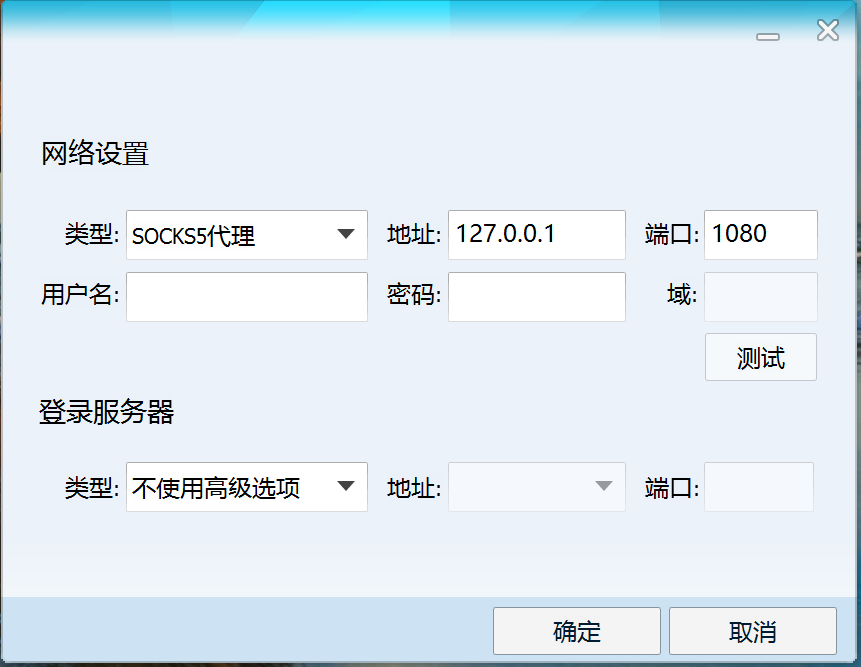 网络设置
类型: SOCKS5代理 地址: 127.0.0.1 端口: 1080
用户名: 密码: 域:
测试
登录服务器
类型: 不使用高级选项 地址: 端口:
确定 取消